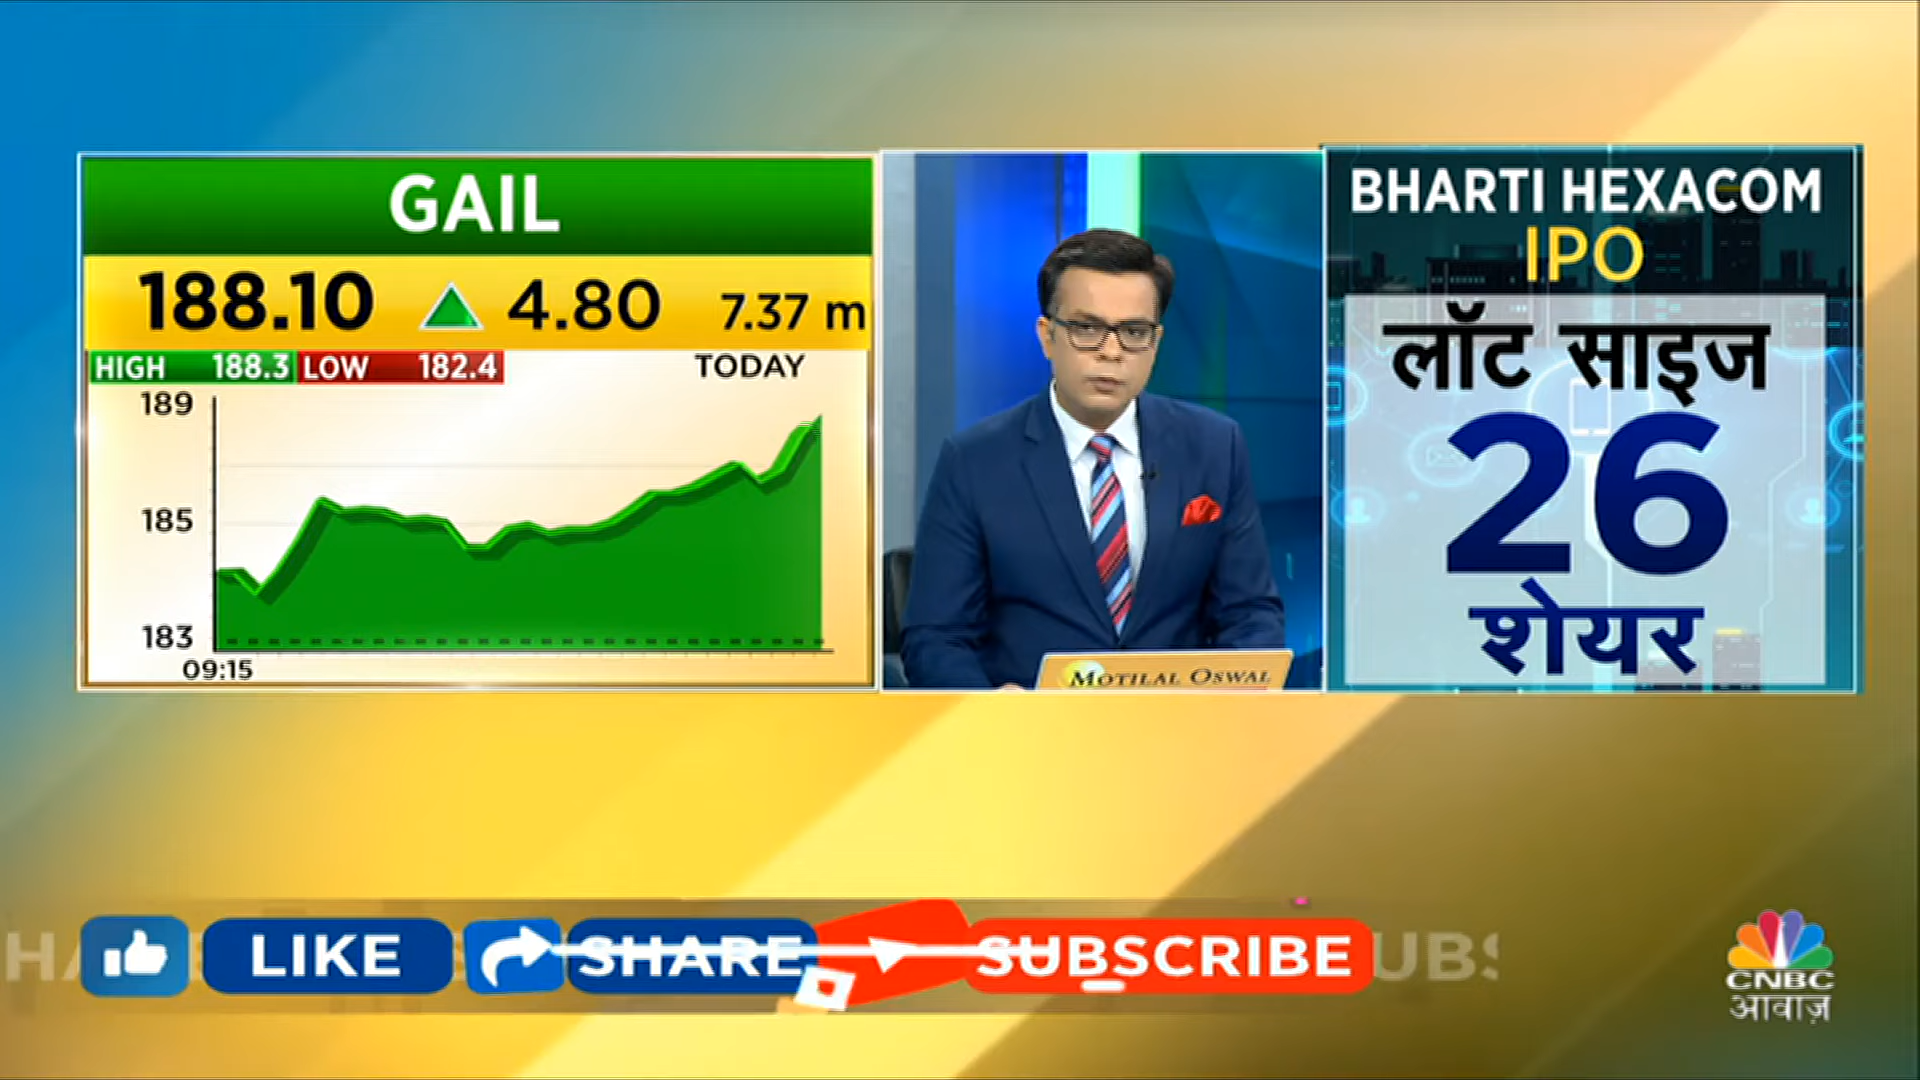 GAIL
188.10 4.80 7.37 m
HIGH 188.3 LOW 182.4 TODAY
189
185
183
09:15
MOTILAL OSWAL
BHARTI HEXACOM
IPO
लॉट साइज
26
शेयर
LIKE SHARE SUBSCRIBE
CNBC
आवाज़